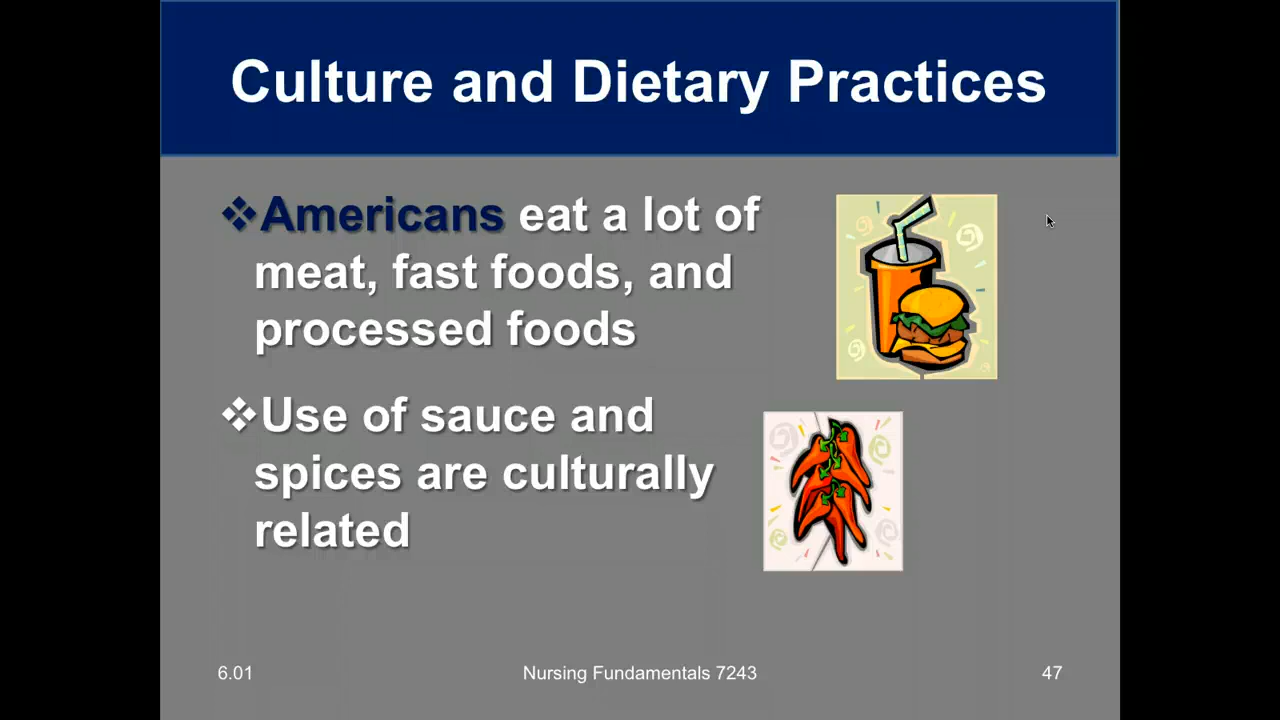 Culture and Dietary Practices
❖Americans eat a lot of
meat, fast foods, and
processed foods
❖Use of sauce and
spices are culturally
related
6.01
Nursing Fundamentals 7243
47